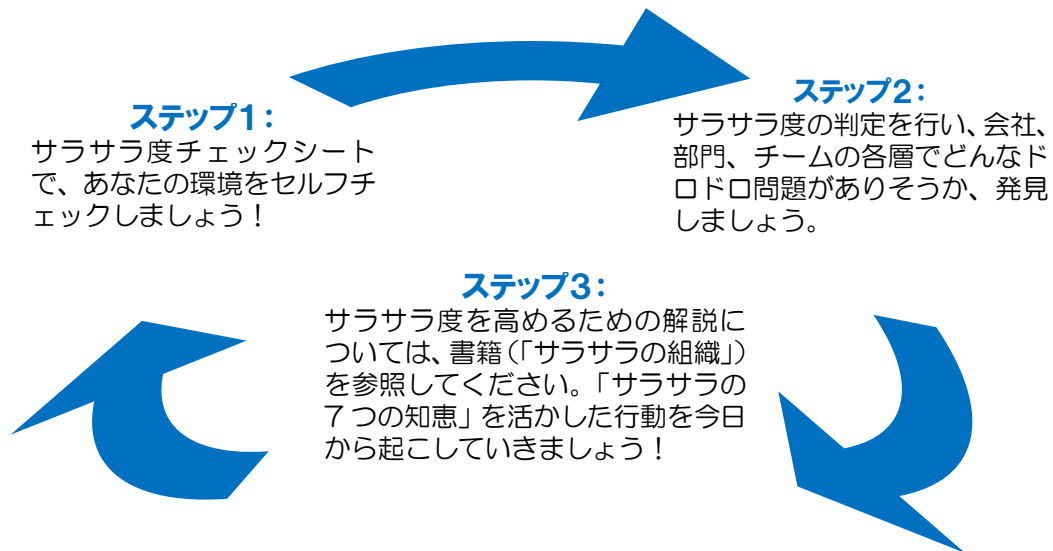 ステップ1：
サラサラ度チェックシート
で、あなたの環境をセルフチ
ェックしましょう！
ステップ2：
サラサラ度の判定を行い、会社、
部門、チームの各層でどんなド
ロドロ問題がありそうか、発見
しましょう。
ステップ3：
サラサラ度を高めるための解説に
ついては、書籍（「サラサラの組織」）
を参照してください。「サラサラの
７つの知恵」を活かした行動を今日
から起こしていきましょう！